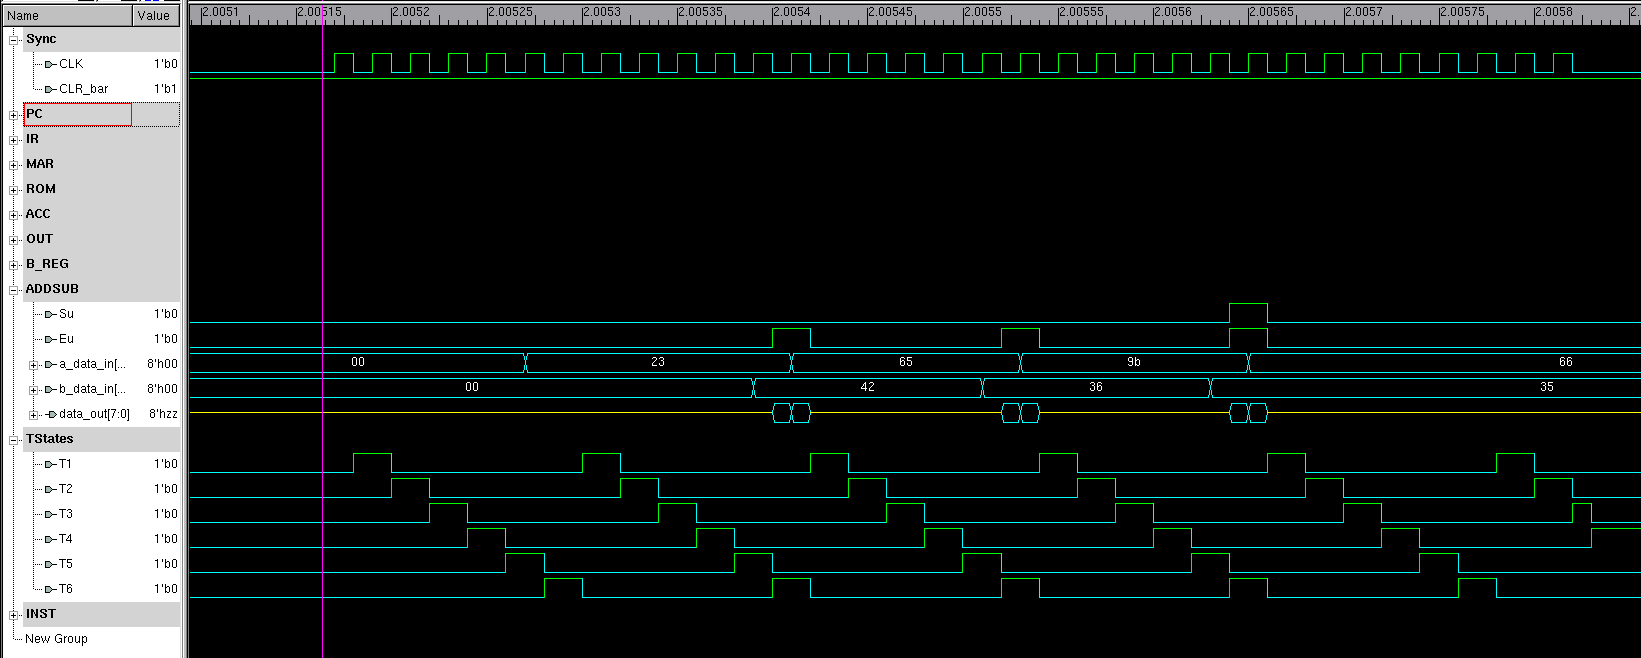 Name Value 2.0051 2.00515 2.0052 2.00525 2.0053 2.00535 2.0054 2.00545 2.0055 2.00555 2.0056 2.00565 2.0057 2.00575 2.0058 2.
Sync
CLK 1'b0
CLR_bar 1'b1
PC
IR
MAR
ROM
ACC
OUT
B_REG
ADDSUB
Su 1'b0
Eu 1'b0
a_data_in[... 8'h00 00 23 65 9b 66
b_data_in[... 8'h00 00 42 36 35
data_out[7:0] 8'hzz
TStates
T1 1'b0
T2 1'b0
T3 1'b0
T4 1'b0
T5 1'b0
T6 1'b0
INST
New Group